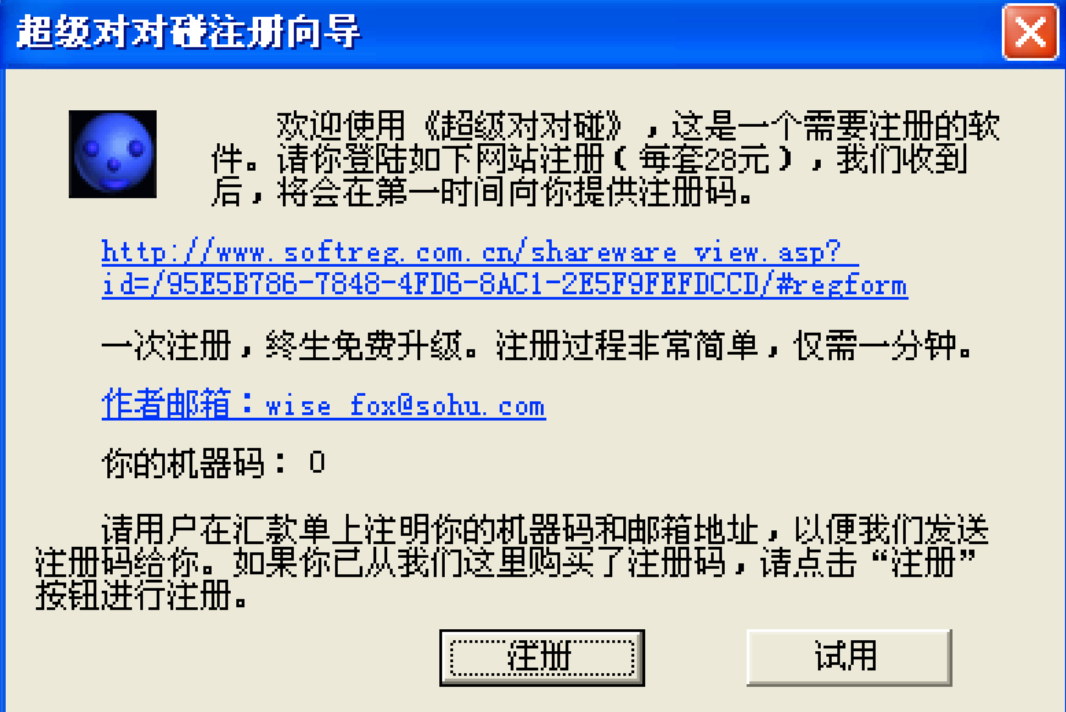 超级对对碰注册向导
欢迎使用《超级对对碰》，这是一个需要注册的软
件。请你登陆如下网站注册（每套28元），我们收到
后，将会在第一时间向你提供注册码。
http://www.softreg.com.cn/shareware_view.asp?
id=/95E5B786-7848-4FD6-8AC1-2E5F9FEFDCCD/#regform
一次注册，终生免费升级。注册过程非常简单，仅需一分钟。
作者邮箱：wise_fox@sohu.com
你的机器码： 0
请用户在汇款单上注明你的机器码和邮箱地址，以便我们发送
注册码给你。如果你已从我们这里购买了注册码，请点击“注册”
按钮进行注册。
注册
试用